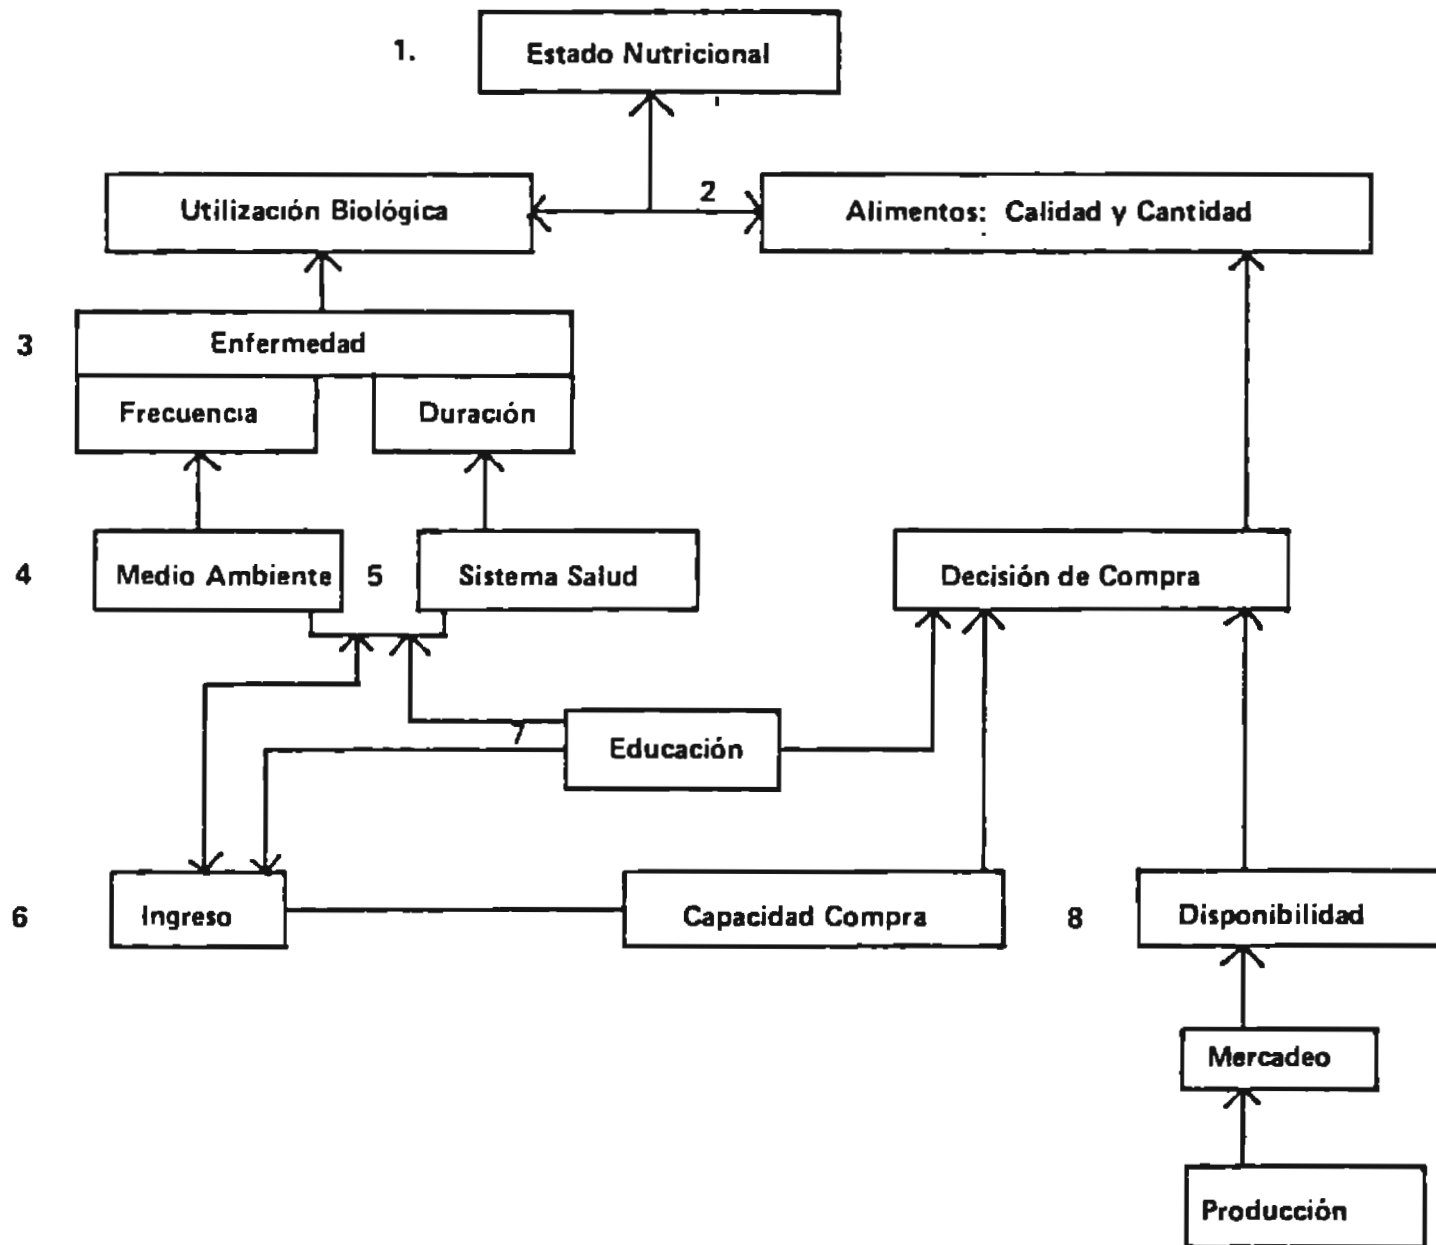 1. Estado Nutricional
Utilización Biológica 2 Alimentos: Calidad y Cantidad
3 Enfermedad
Frecuencia Duración
4 Medio Ambiente 5 Sistema Salud Decisión de Compra
7 Educación
6 Ingreso Capacidad Compra 8 Disponibilidad
Mercadeo
Producción